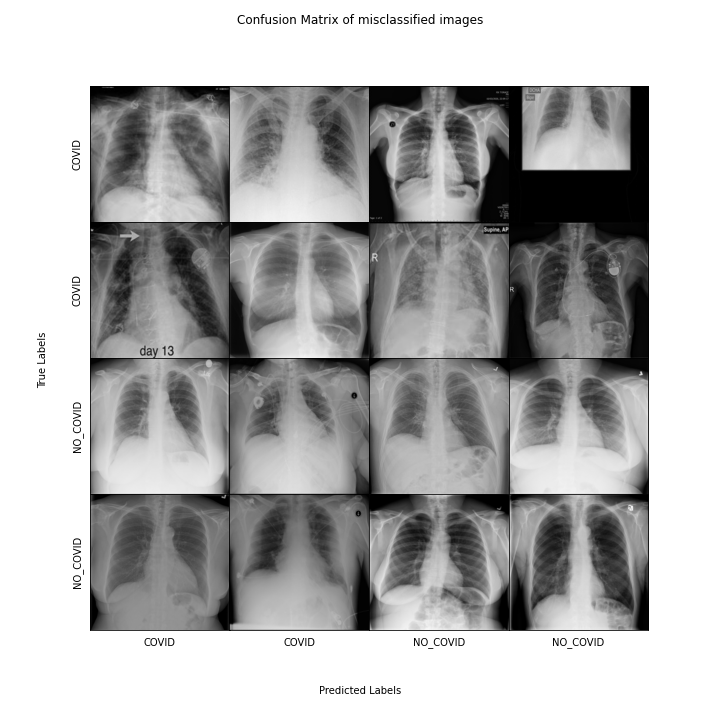 Confusion Matrix of misclassified images
COVID
COVID
Supine, AP
R
R
day 13
True Labels
NO_COVID
NO_COVID
COVID
COVID
NO_COVID
NO_COVID
Predicted Labels